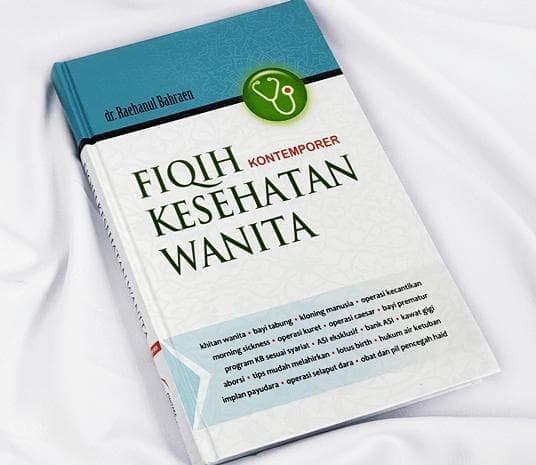 dr. Raehanul Bahraen
FIQIH KONTEMPORER
KESEHATAN
WANITA
khitan wanita • bayi tabung • kloning manusia • operasi kecantikan
morning sickness • operasi kuret • operasi caesar • bayi prematur
program KB sesuai syariat • ASI eksklusif • bank ASI • kawat gigi
aborsi • tips mudah melahirkan • lotus birth • hukum air ketuban
implan payudara • operasi selaput dara • obat dan pil pencegah haid
KESEHATAN WANITA